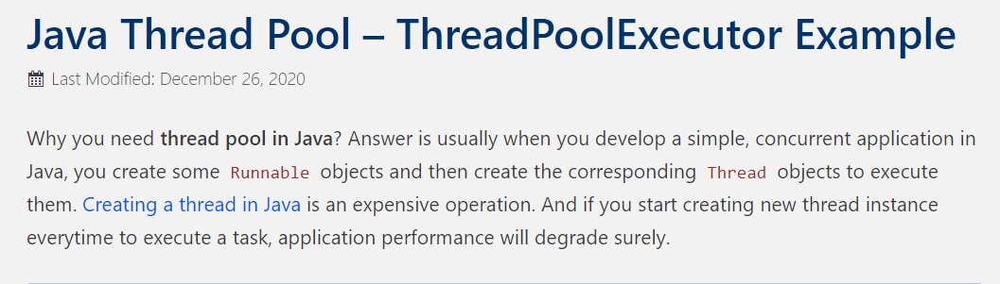 Java Thread Pool – ThreadPoolExecutor Example
Last Modified: December 26, 2020
Why you need thread pool in Java? Answer is usually when you develop a simple, concurrent application in
Java, you create some Runnable objects and then create the corresponding Thread objects to execute
them. Creating a thread in Java is an expensive operation. And if you start creating new thread instance
everytime to execute a task, application performance will degrade surely.